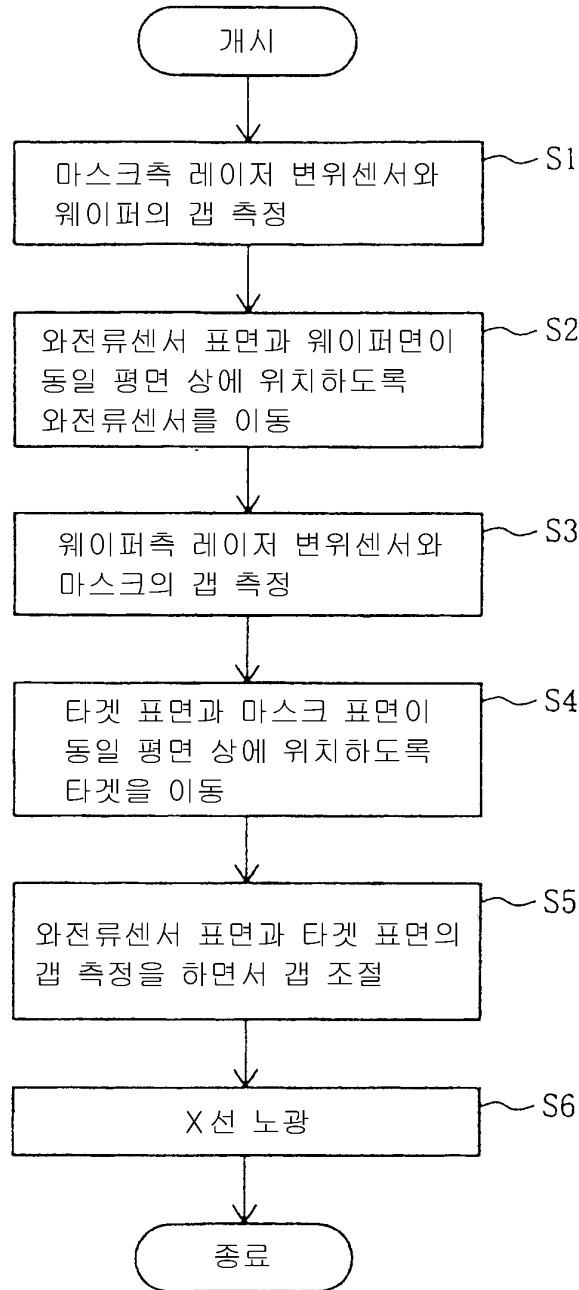 개시
마스크측 레이저 변위센서와
웨이퍼의 갭 측정
S1
와전류센서 표면과 웨이퍼면이
동일 평면 상에 위치하도록
와전류센서를 이동
S2
웨이퍼측 레이저 변위센서와
마스크의 갭 측정
S3
타겟 표면과 마스크 표면이
동일 평면 상에 위치하도록
타겟을 이동
S4
와전류센서 표면과 타겟 표면의
갭 측정을 하면서 갭 조절
S5
X선 노광
S6
종료